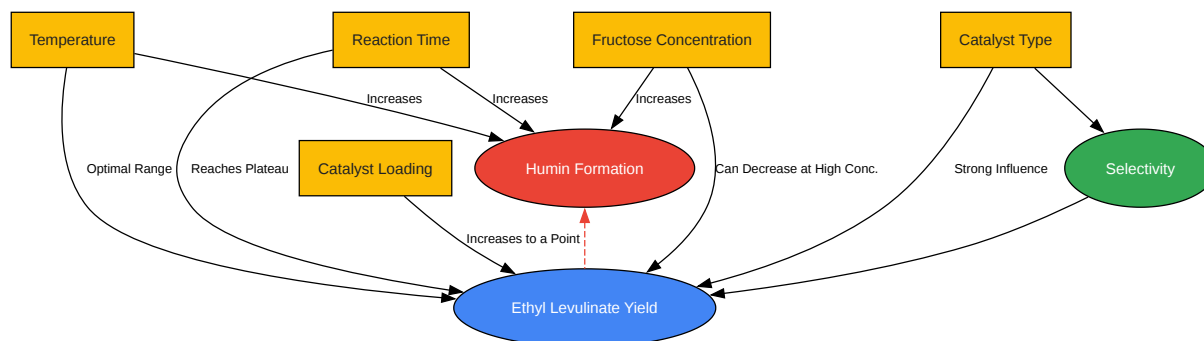 Temperature
Reaction Time
Fructose Concentration
Catalyst Type
Increases
Increases
Increases
Optimal Range
Reaches Plateau
Catalyst Loading
Humin Formation
Can Decrease at High Conc.
Strong Influence
Selectivity
Increases to a Point
Ethyl Levulinate Yield